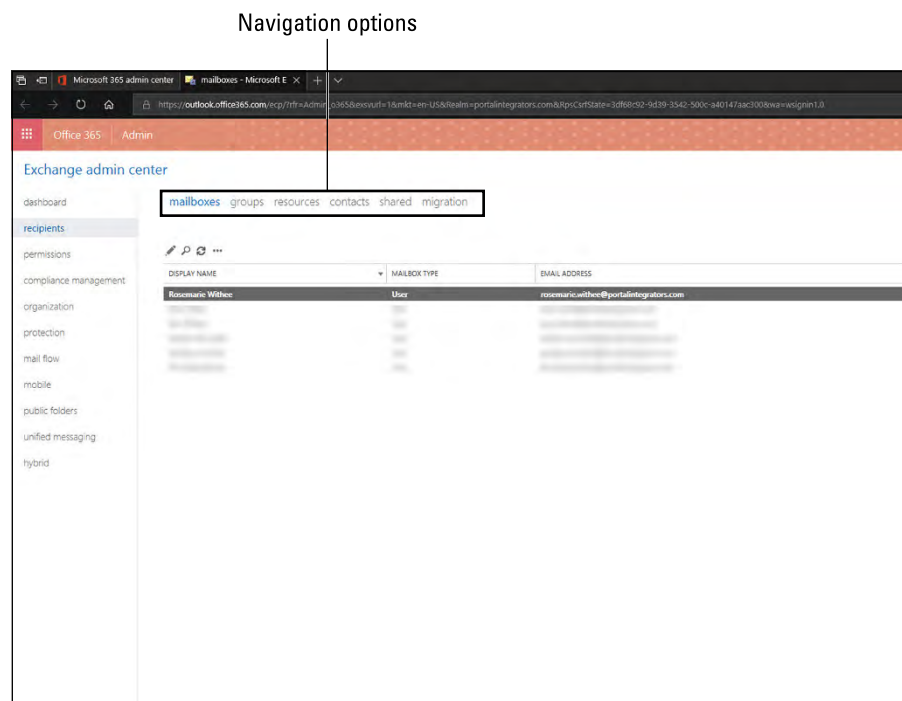 Navigation options
Microsoft 365 admin center mailboxes - Microsoft E
https://outlook.office365.com/ecp/?rfr=Admin_o365&exsvurl=1&mkt=en-US&Realm=portalintegrators.com&RpsCsrfState=3df68c92-9d39-3542-500c-a40147aac300&wa=wsignin1.0
Office 365 Admin
Exchange admin center
mailboxes groups resources contacts shared migration
dashboard
recipients
permissions
compliance management
organization
protection
mail flow
mobile
public folders
unified messaging
hybrid
DISPLAY NAME MAILBOX TYPE EMAIL ADDRESS
Rosemarie Withee User rosemarie.withee@portalintegrators.com